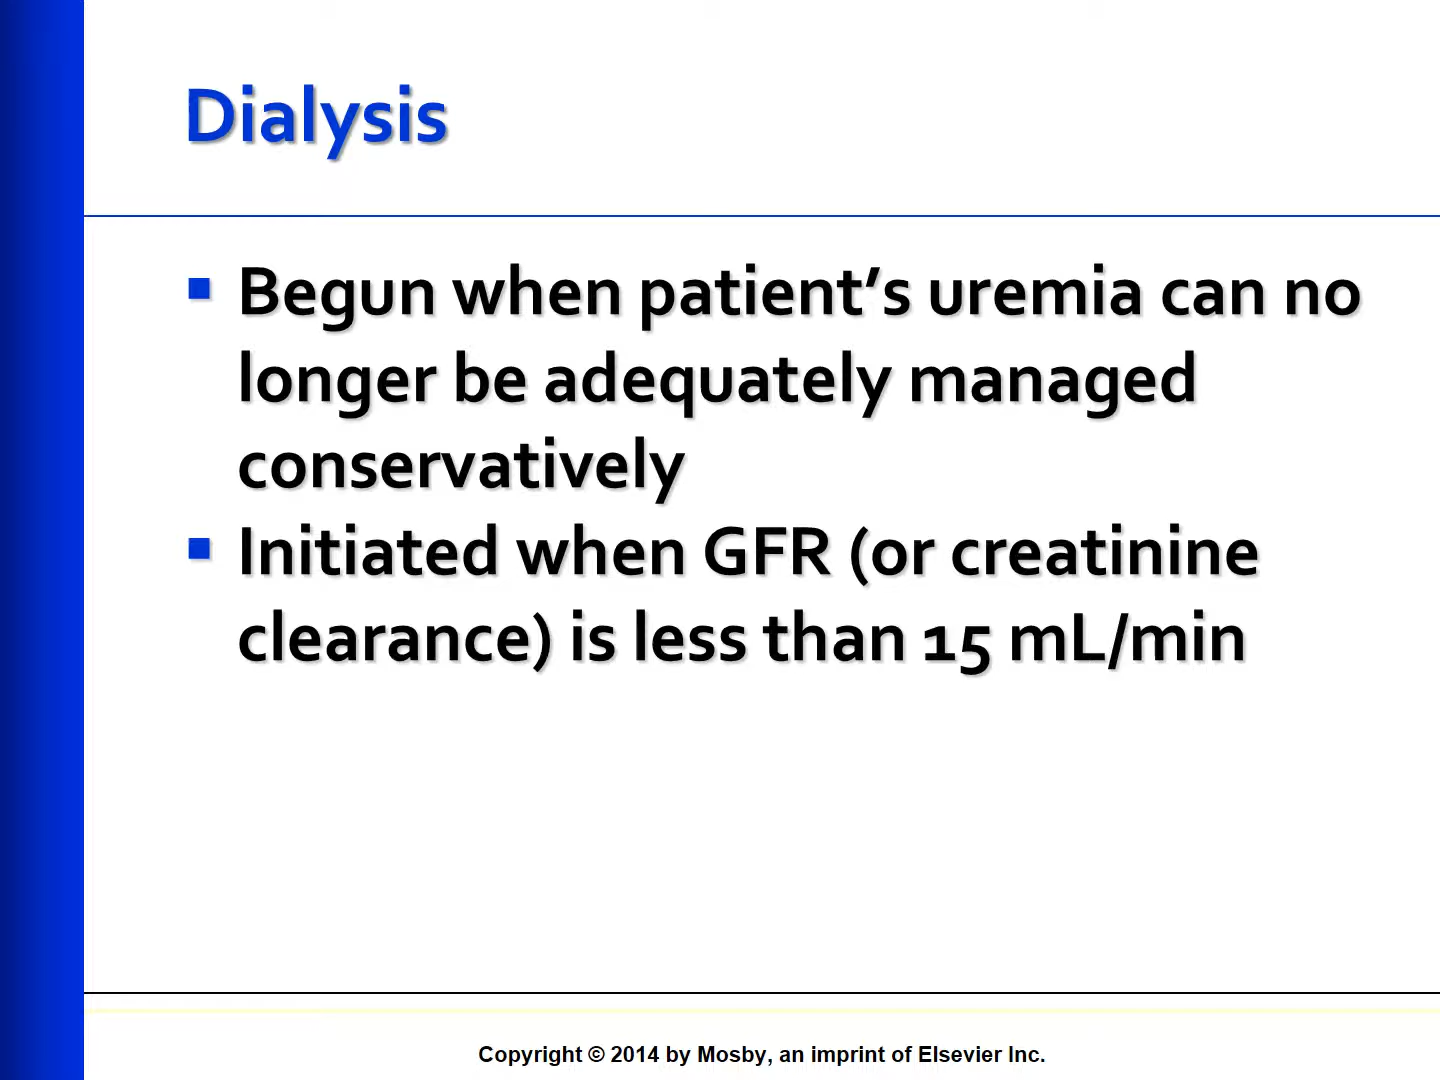 Dialysis
▪ Begun when patient’s uremia can no
longer be adequately managed
conservatively
▪ Initiated when GFR (or creatinine
clearance) is less than 15 mL/min
Copyright © 2014 by Mosby, an imprint of Elsevier Inc.